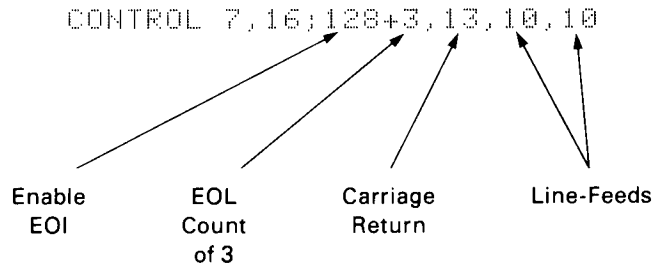 CONTROL 7,16;128+3,13,10,10
Enable EOL Carriage Line-Feeds
EOI Count Return
of 3